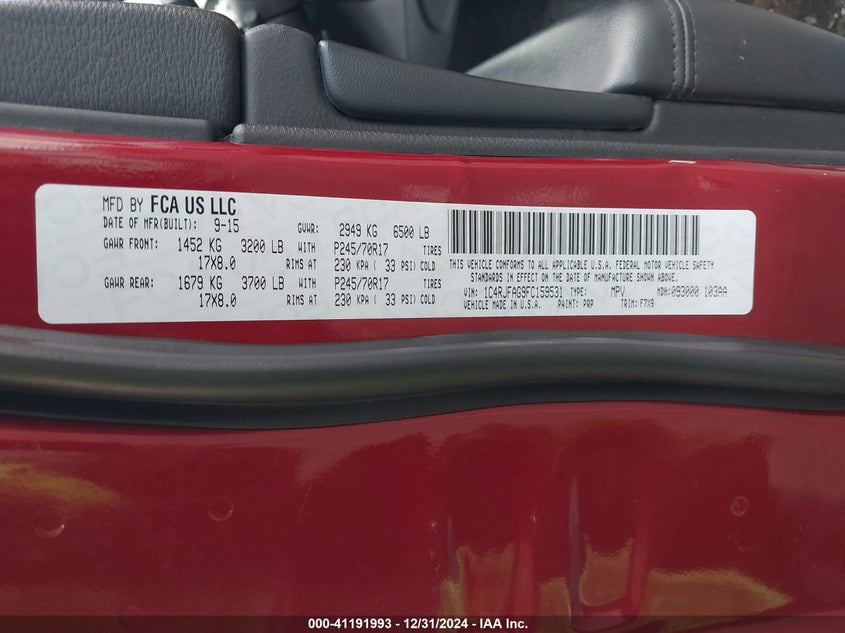 MFD BY FCA US LLC
DATE OF MFR(BUILT): 9-15 GVWR: 2949 KG 6500 LB
GAWR FRONT: 1452 KG 3200 LB WITH P245/70R17 TIRES
17X8.0 RIMS AT 230 KPA ( 33 PSI) COLD
GAWR REAR: 1679 KG 3700 LB WITH P245/70R17 TIRES
17X8.0 RIMS AT 230 KPA ( 33 PSI) COLD
THIS VEHICLE CONFORMS TO ALL APPLICABLE U.S.A. FEDERAL MOTOR VEHICLE SAFETY
STANDARDS IN EFFECT ON THE DATE OF MANUFACTURE SHOWN ABOVE.
VIN: 1C4RJFAG9FC159531 TYPE: MPV MDH: 093000 103AA
VEHICLE MADE IN U.S.A. PAINT: PRP TRIM: F7X9
000-41191993 - 12/31/2024 - IAA Inc.